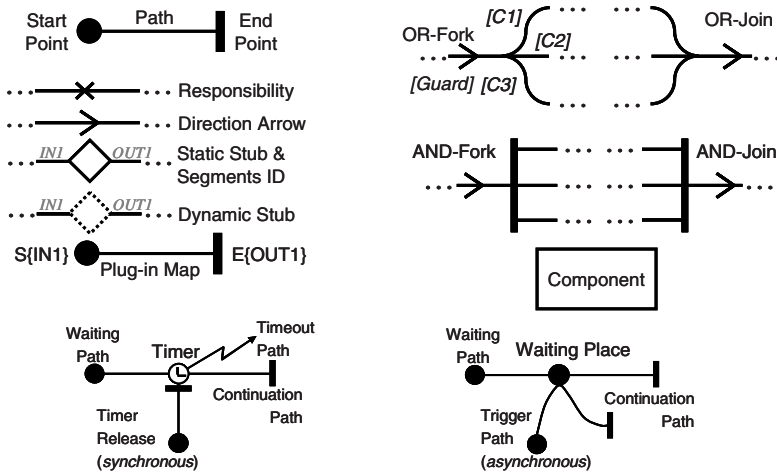 Start
Point
Path
End
Point
Responsibility
Direction Arrow
IN1
OUT1
Static Stub &
Segments ID
IN1
OUT1
Dynamic Stub
S{IN1}
Plug-in Map
E{OUT1}
OR-Fork
[C1]
[C2]
[Guard]
[C3]
OR-Join
AND-Fork
AND-Join
Component
Waiting
Path
Timer
Timeout
Path
Continuation
Path
Timer
Release
(synchronous)
Waiting
Path
Waiting Place
Continuation
Path
Trigger
Path
(asynchronous)